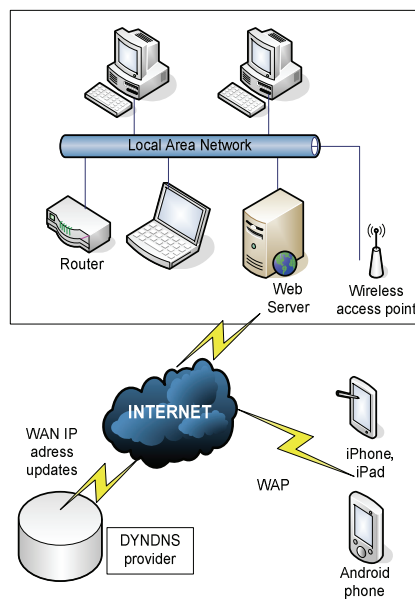 Local Area Network
Router
Web
Server
Wireless
access point
INTERNET
WAN IP
adress
updates
iPhone,
iPad
WAP
DYNDNS
provider
Android
phone